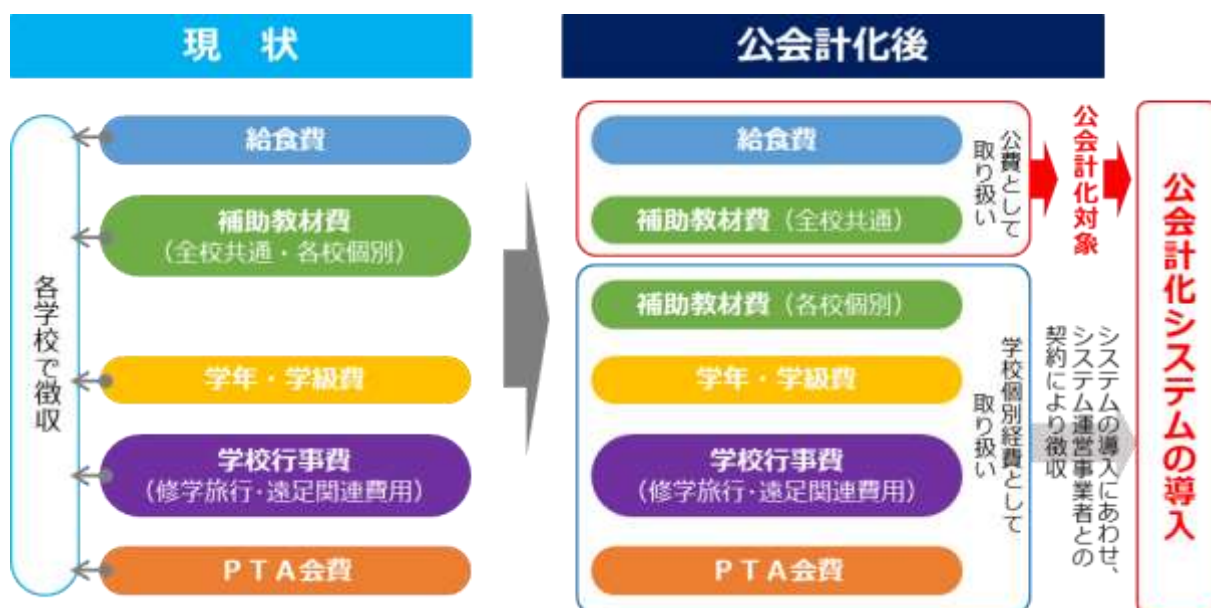 現 状
各学校で徴収
給食費
補助教材費
(全校共通・各校個別)
学年・学級費
学校行事費
(修学旅行・遠足関連費用)
PTA会費
公会計化後
給食費
補助教材費(全校共通)
公費として
取り扱い
公会計化対象
補助教材費(各校個別)
学年・学級費
学校行事費
(修学旅行・遠足関連費用)
PTA会費
学校個別経費として
取り扱い
システムの導入にあわせ、
システム運営事業者との
契約により徴収
公会計化システムの導入